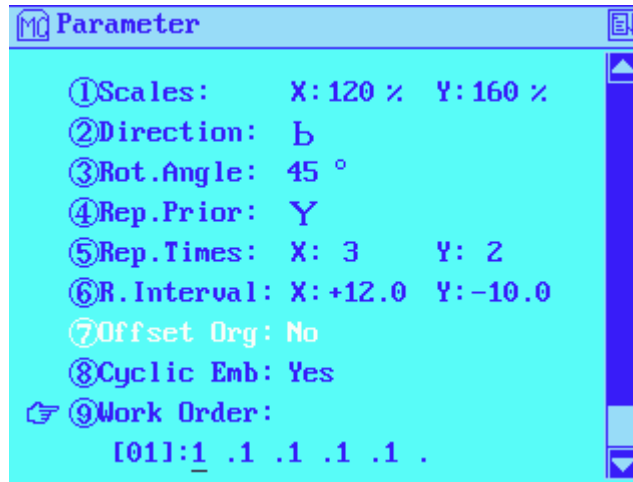 MC Parameter
①Scales: X:120 % Y:160 %
②Direction: Ь
③Rot.Angle: 45 °
④Rep.Prior: Y
⑤Rep.Times: X: 3 Y: 2
⑥R.Interval: X:+12.0 Y:-10.0
⑦Offset Org: No
⑧Cyclic Emb: Yes
⑨Work Order:
[01]:1 .1 .1 .1 .1 .